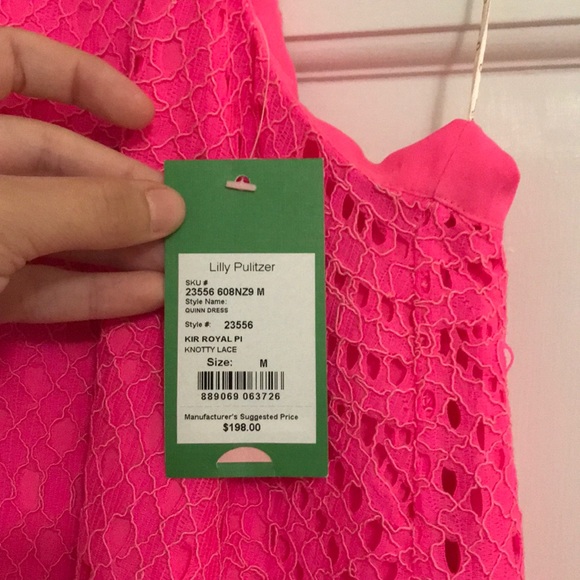 Lilly Pulitzer
SKU #
23556 608NZ9 M
Style Name:
QUINN DRESS
Style #: 23556
KIR ROYAL PI
KNOTTY LACE
Size: M
889069 063726
Manufacturer's Suggested Price
$198.00